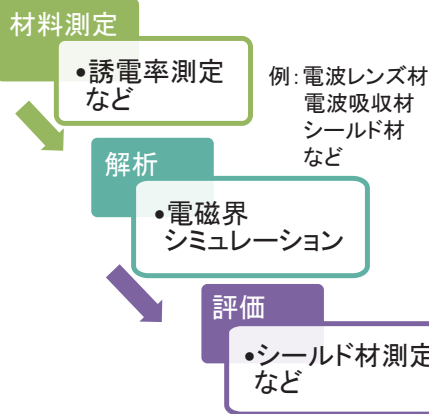 材料測定
•誘電率測定
など
例：電波レンズ材
電波吸収材
シールド材
など
解析
•電磁界
シミュレーション
評価
•シールド材測定
など